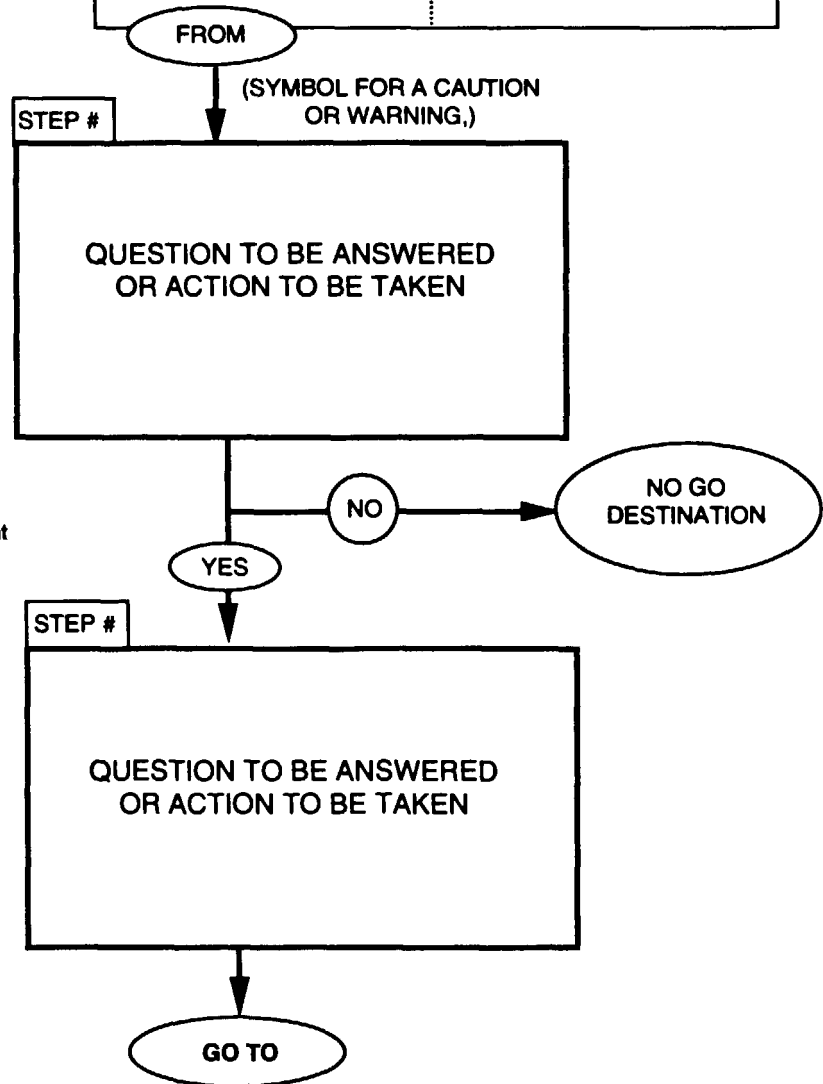 FROM
(SYMBOL FOR A CAUTION
OR WARNING,)
STEP #
QUESTION TO BE ANSWERED
OR ACTION TO BE TAKEN
NO
NO GO
DESTINATION
YES
STEP #
QUESTION TO BE ANSWERED
OR ACTION TO BE TAKEN
GO TO